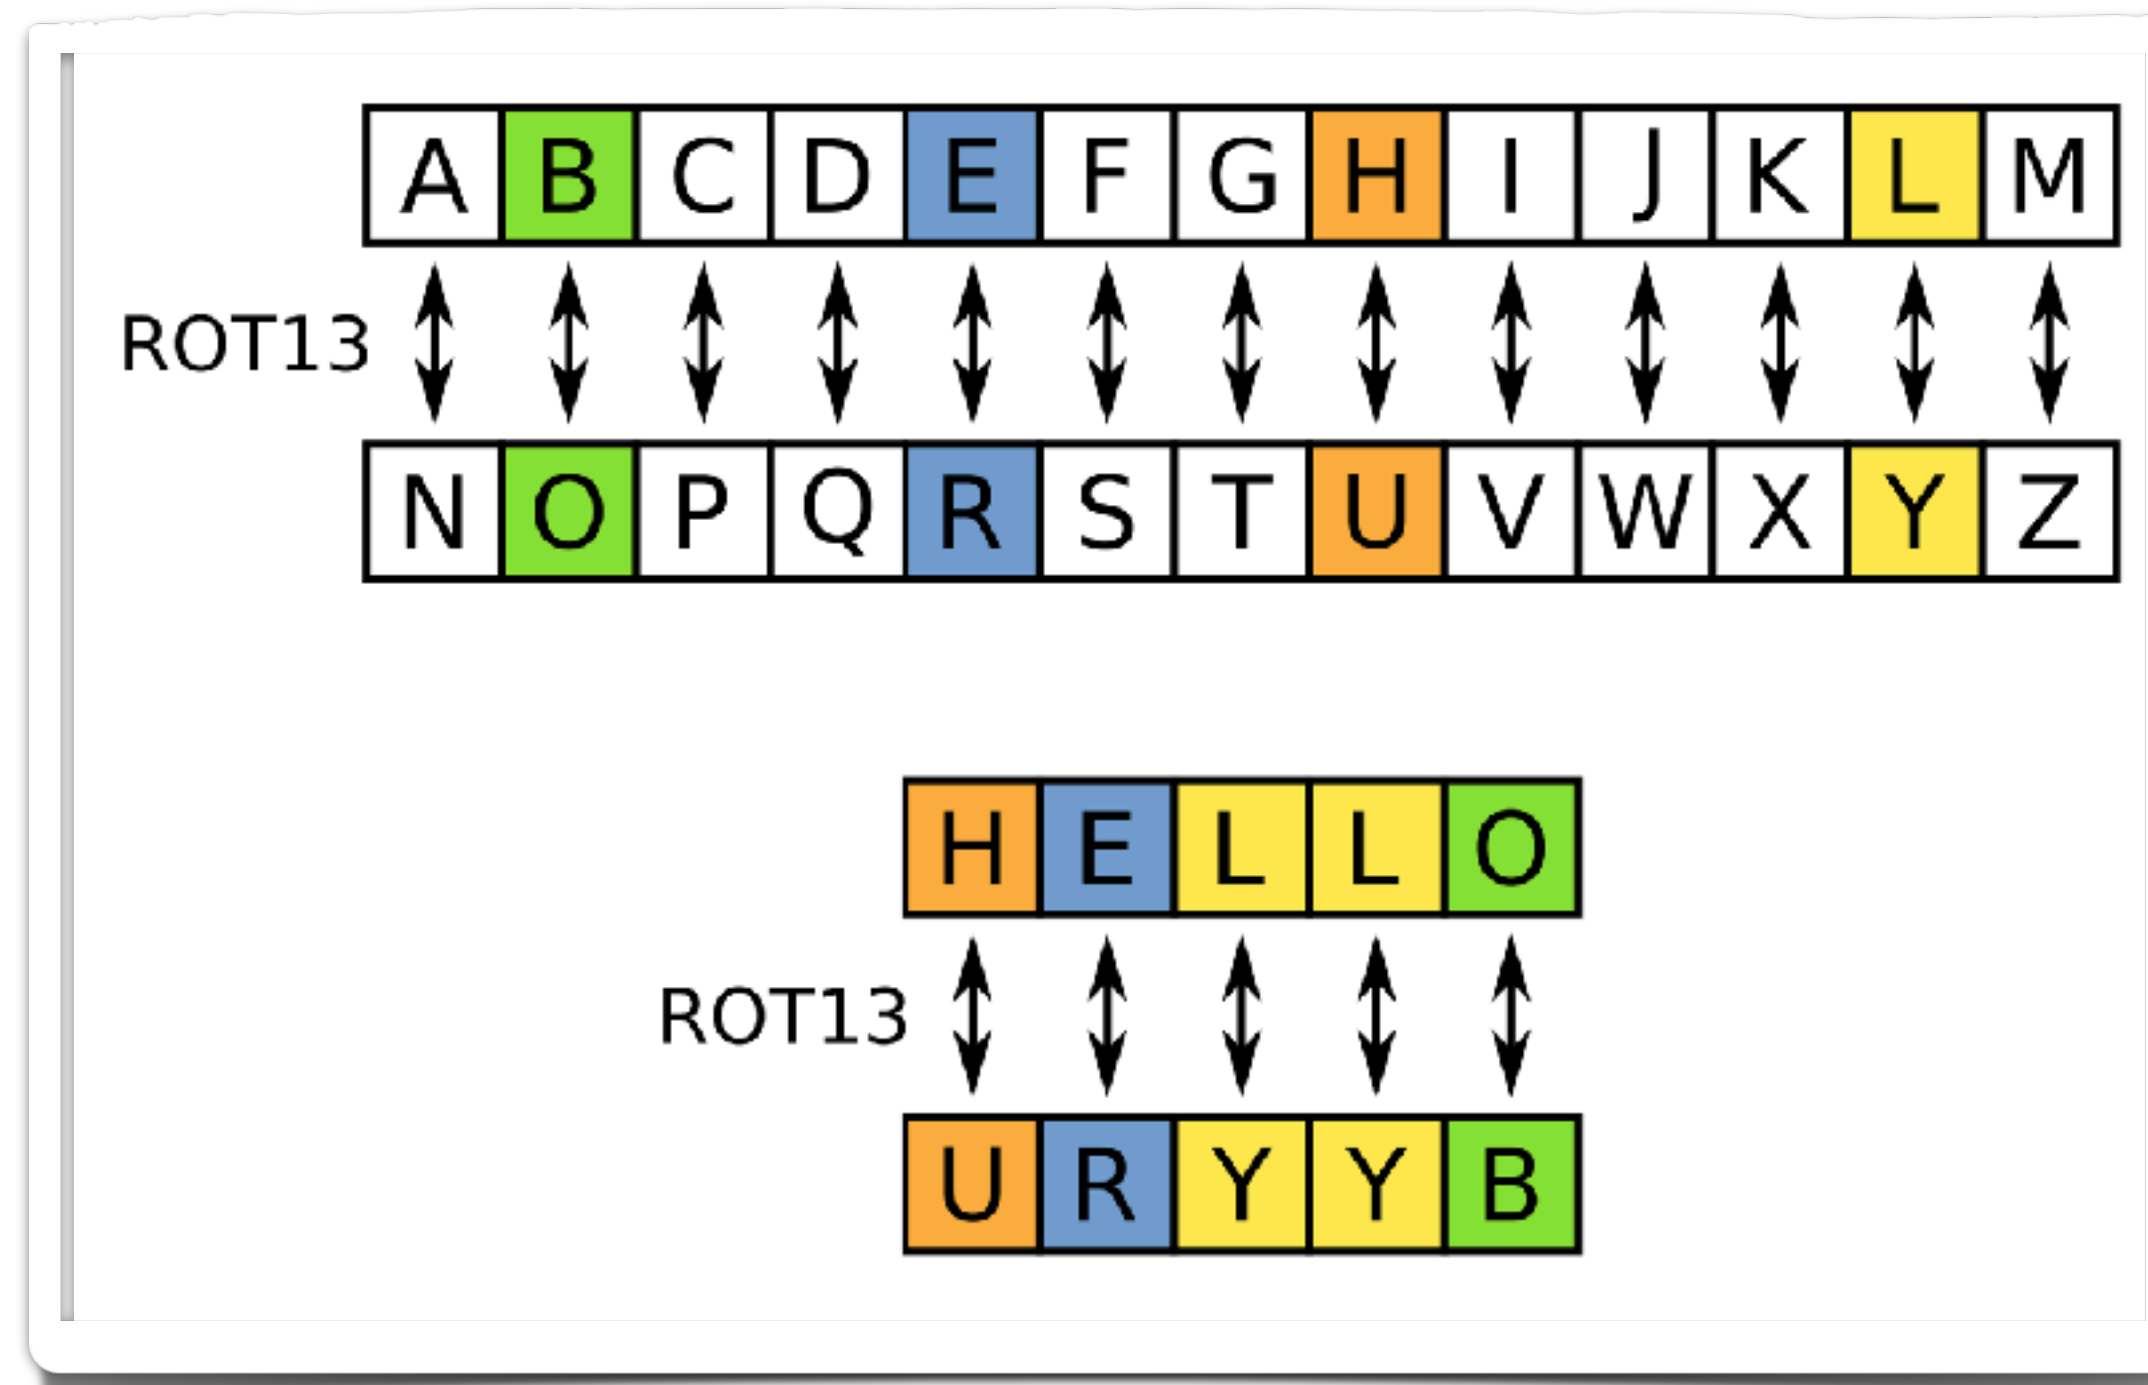 A B C D E F G H I J K L M
ROT13
N O P Q R S T U V W X Y Z
H E L L O
ROT13
U R Y Y B